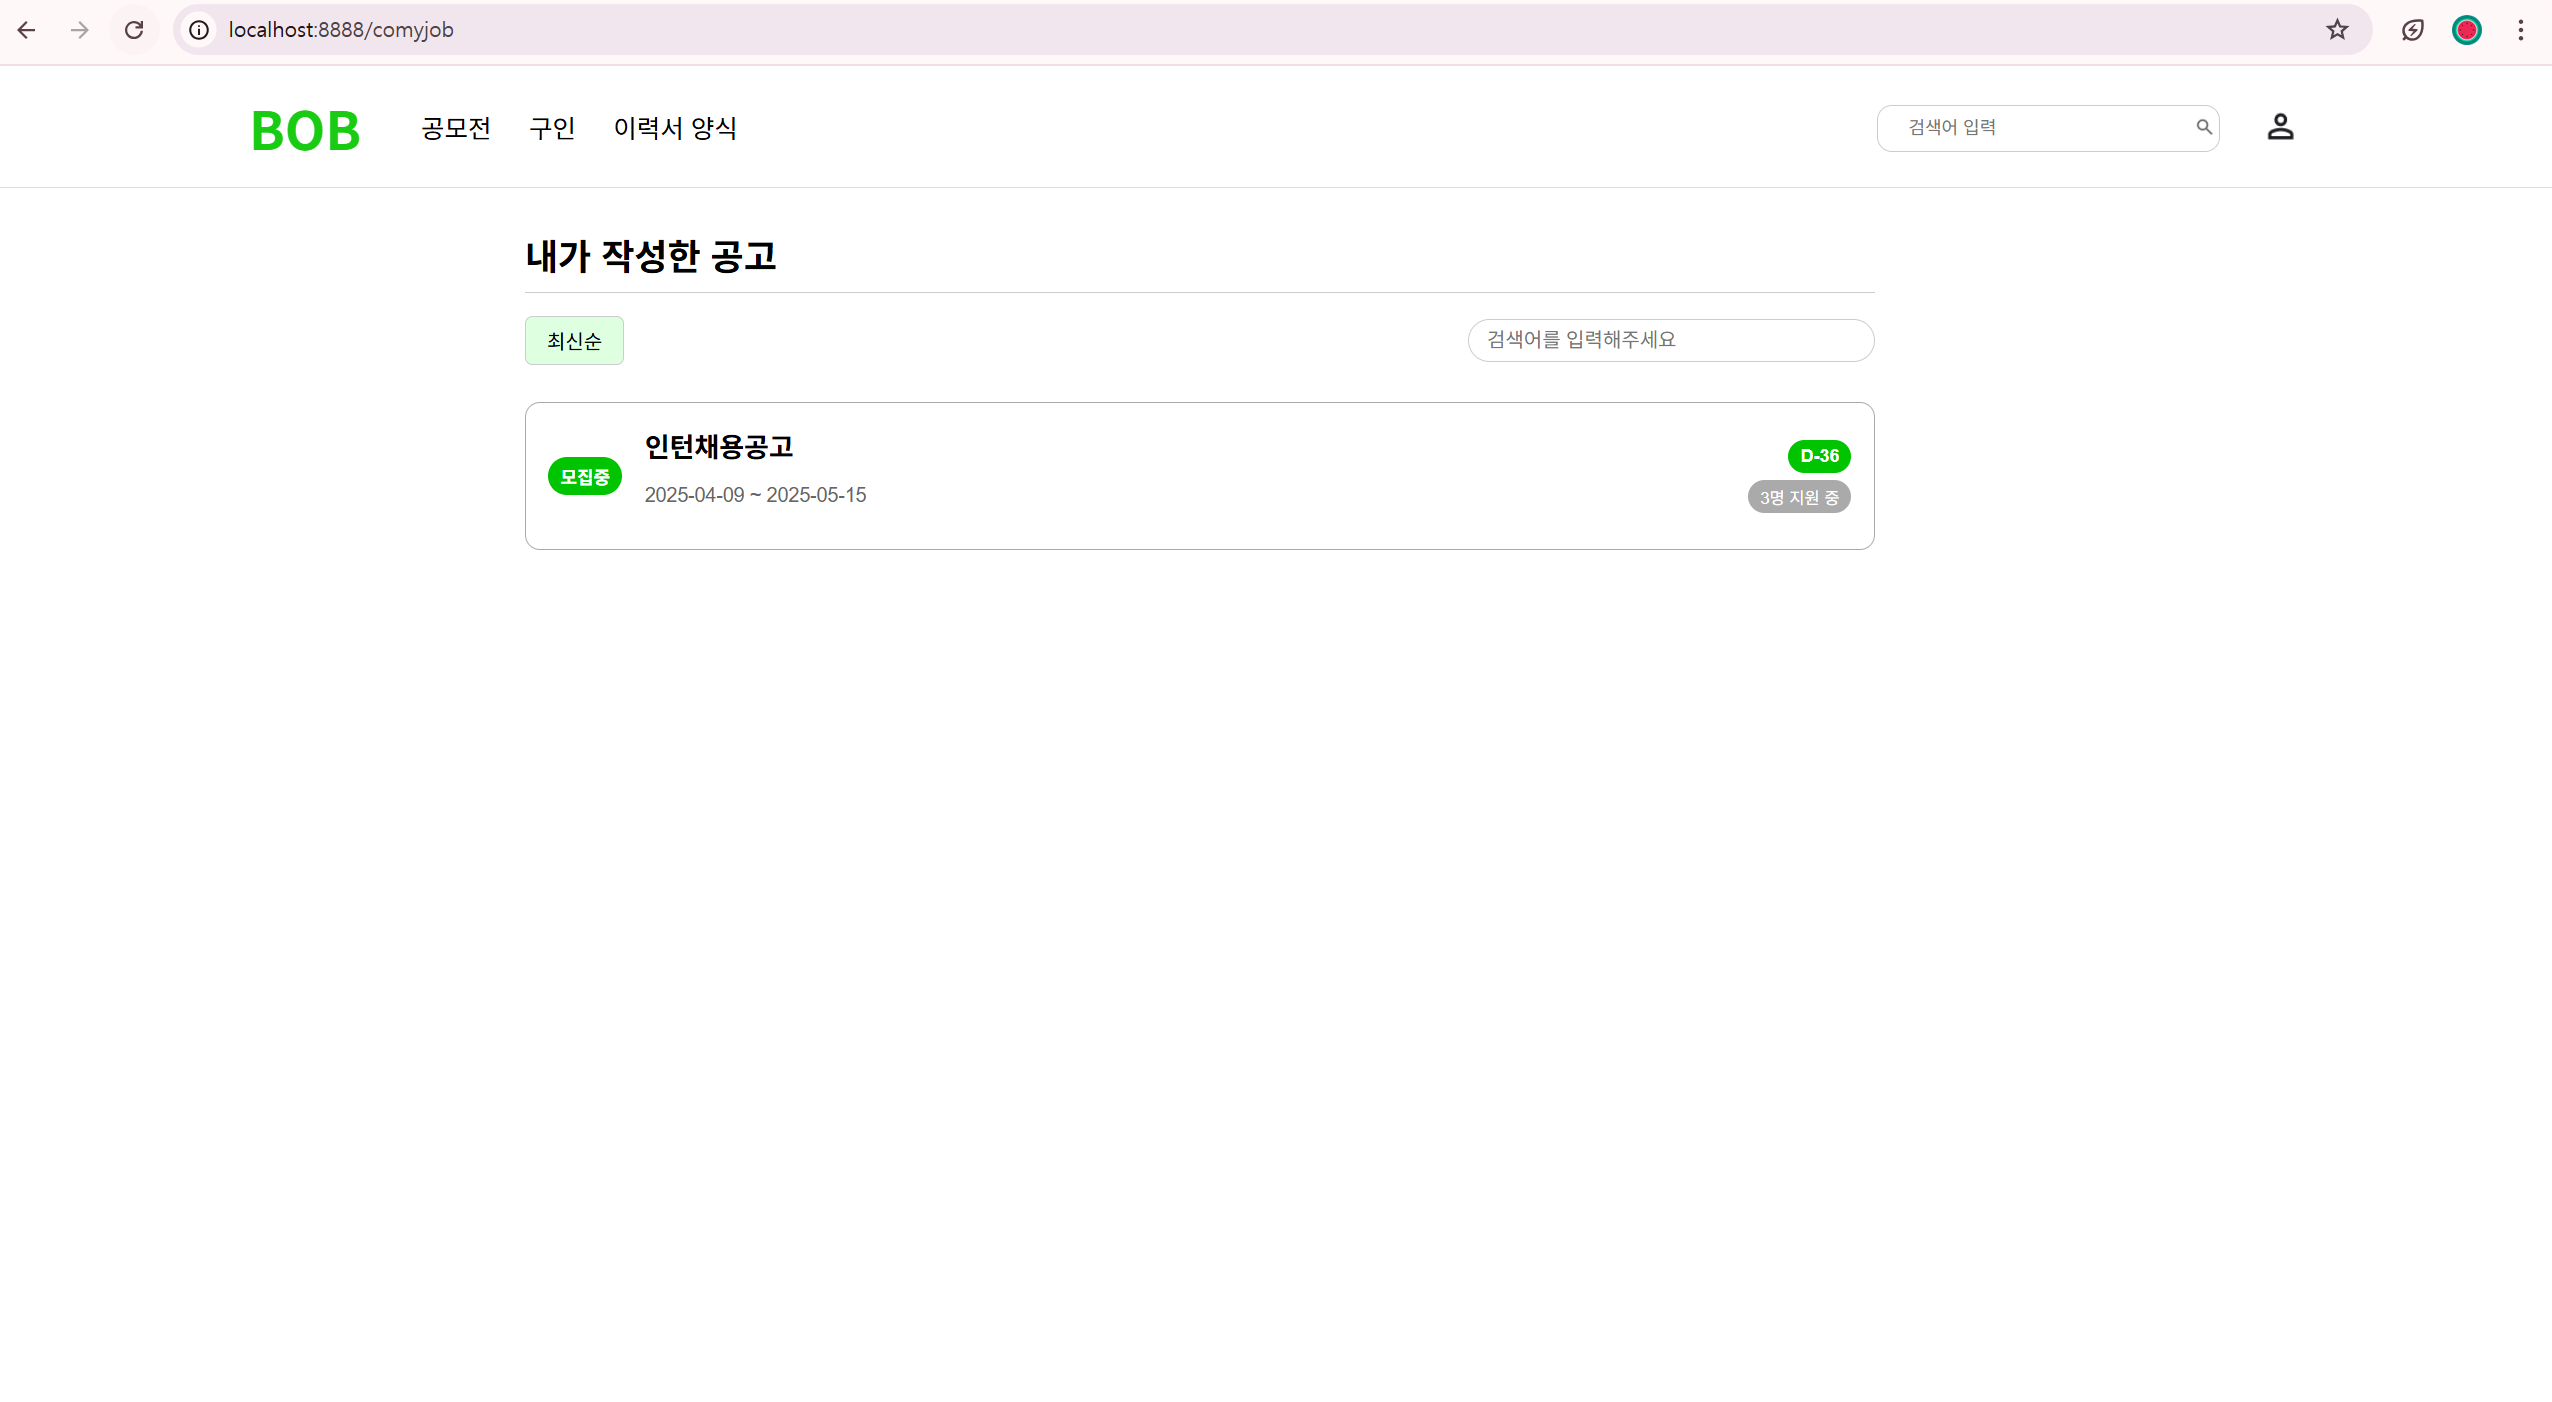 localhost:8888/comyjob
BOB 공모전 구인 이력서 양식 검색어 입력
내가 작성한 공고
최신순 검색어를 입력해주세요
모집중 인턴채용공고 D-36
2025-04-09 ~ 2025-05-15 3명 지원 중